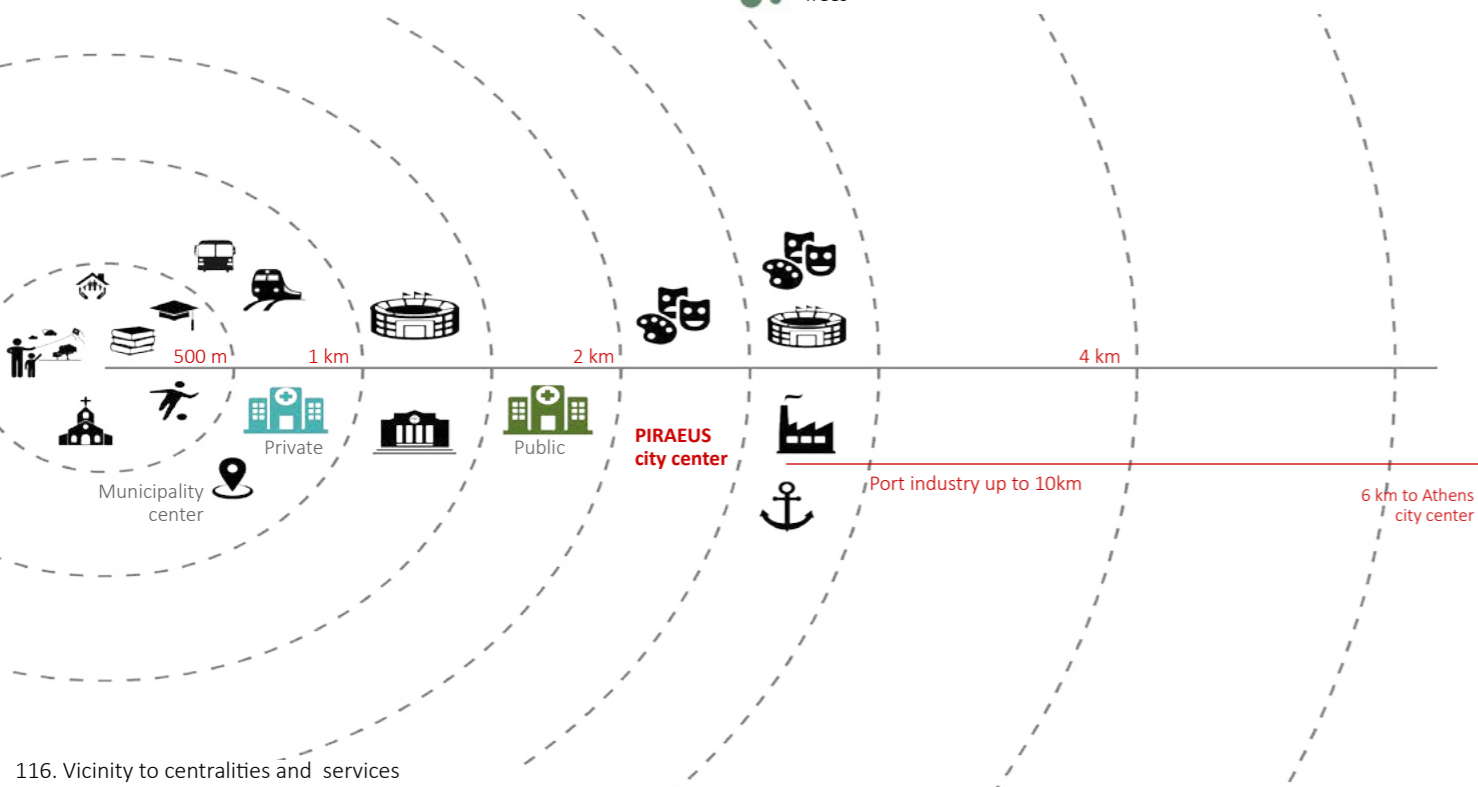 500 m
1 km
2 km
4 km
Private
Public
PIRAEUS
city center
Municipality
center
Port industry up to 10km
6 km to Athens
city center
116. Vicinity to centralities and services